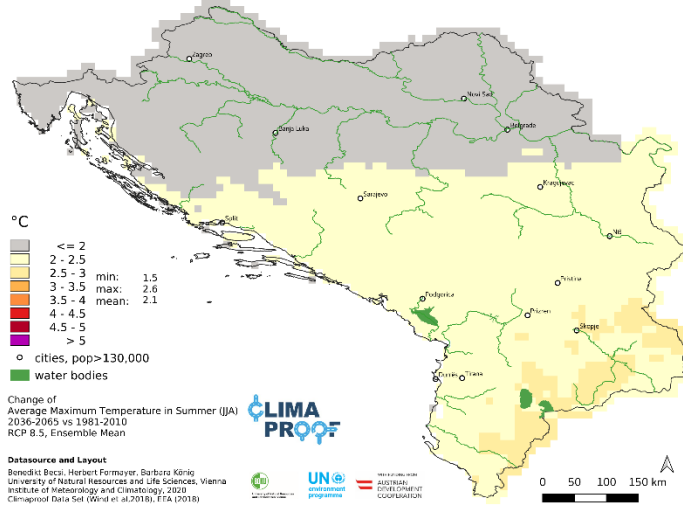 Zagreb
Novi Sad
Banja Luka
Belgrade
Sarajevo
Kragujevac
Split
Niš
Podgorica
Pristina
Prizren
Skopje
Durrës
Tirana
°C
<= 2
2 - 2.5
2.5 - 3
3 - 3.5
3.5 - 4
4 - 4.5
4.5 - 5
> 5
min: 1.5
max: 2.6
mean: 2.1
cities, pop>130,000
water bodies
Change of
Average Maximum Temperature in Summer (JJA)
2036-2065 vs 1981-2010
RCP 8.5, Ensemble Mean
CLIMA
PROOF
Datasource and Layout
Benedikt Becsi, Herbert Formayer, Barbara König
University of Natural Resources and Life Sciences, Vienna
Institute of Meteorology and Climatology, 2020
Climaproof Data Set (Wind et al,2018), EEA (2018)
UN
environment
programme
AUSTRIAN
DEVELOPMENT
COOPERATION
0 50 100 150 km